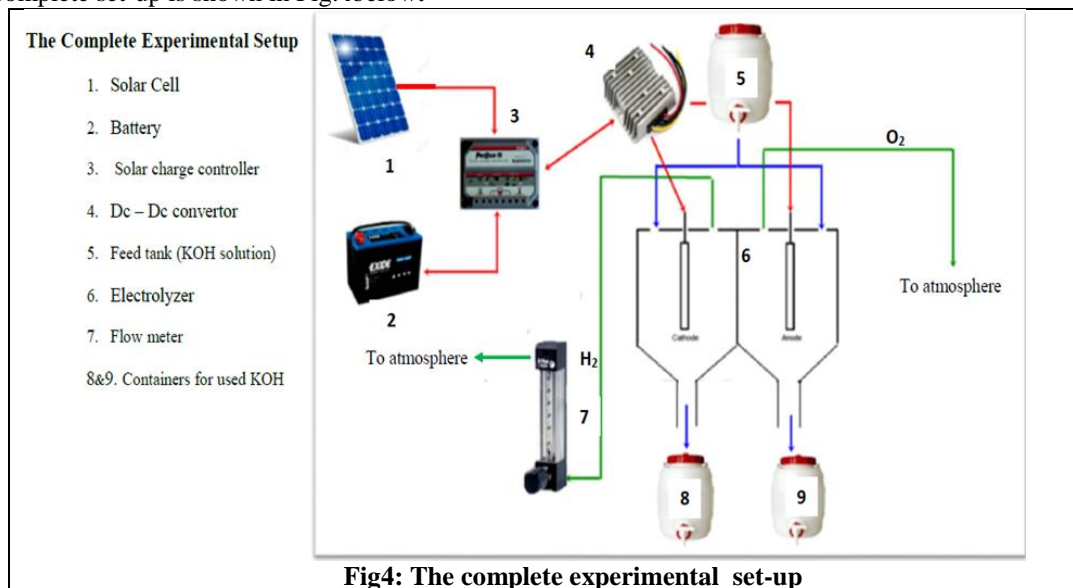 The Complete Experimental Setup
1. Solar Cell
2. Battery
3. Solar charge controller
4. Dc – Dc convertor
5. Feed tank (KOH solution)
6. Electrolyzer
7. Flow meter
8&9. Containers for used KOH
1
2
3
4
5
O2
6
To atmosphere
Cathode
Anode
To atmosphere
H2
7
EXIDE
8
9
Fig4: The complete experimental set-up